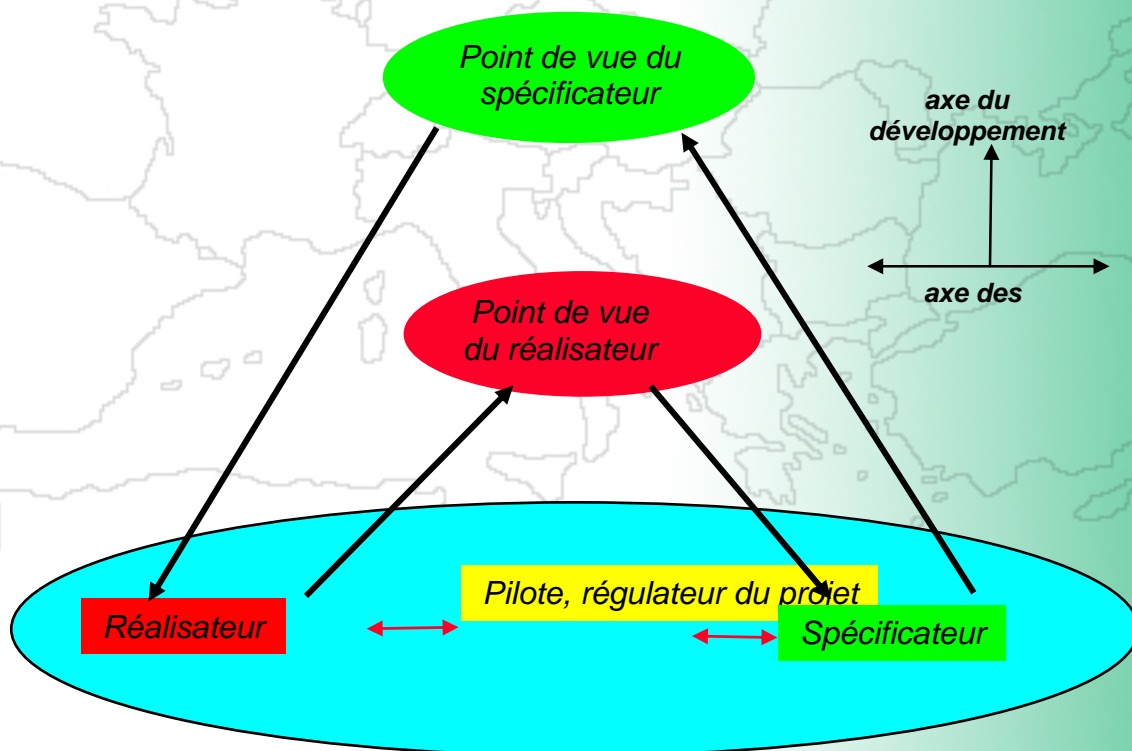 Point de vue du
spécificateur
axe du
développement
axe des
Point de vue
du réalisateur
Pilote, régulateur du projet
Réalisateur
Spécificateur